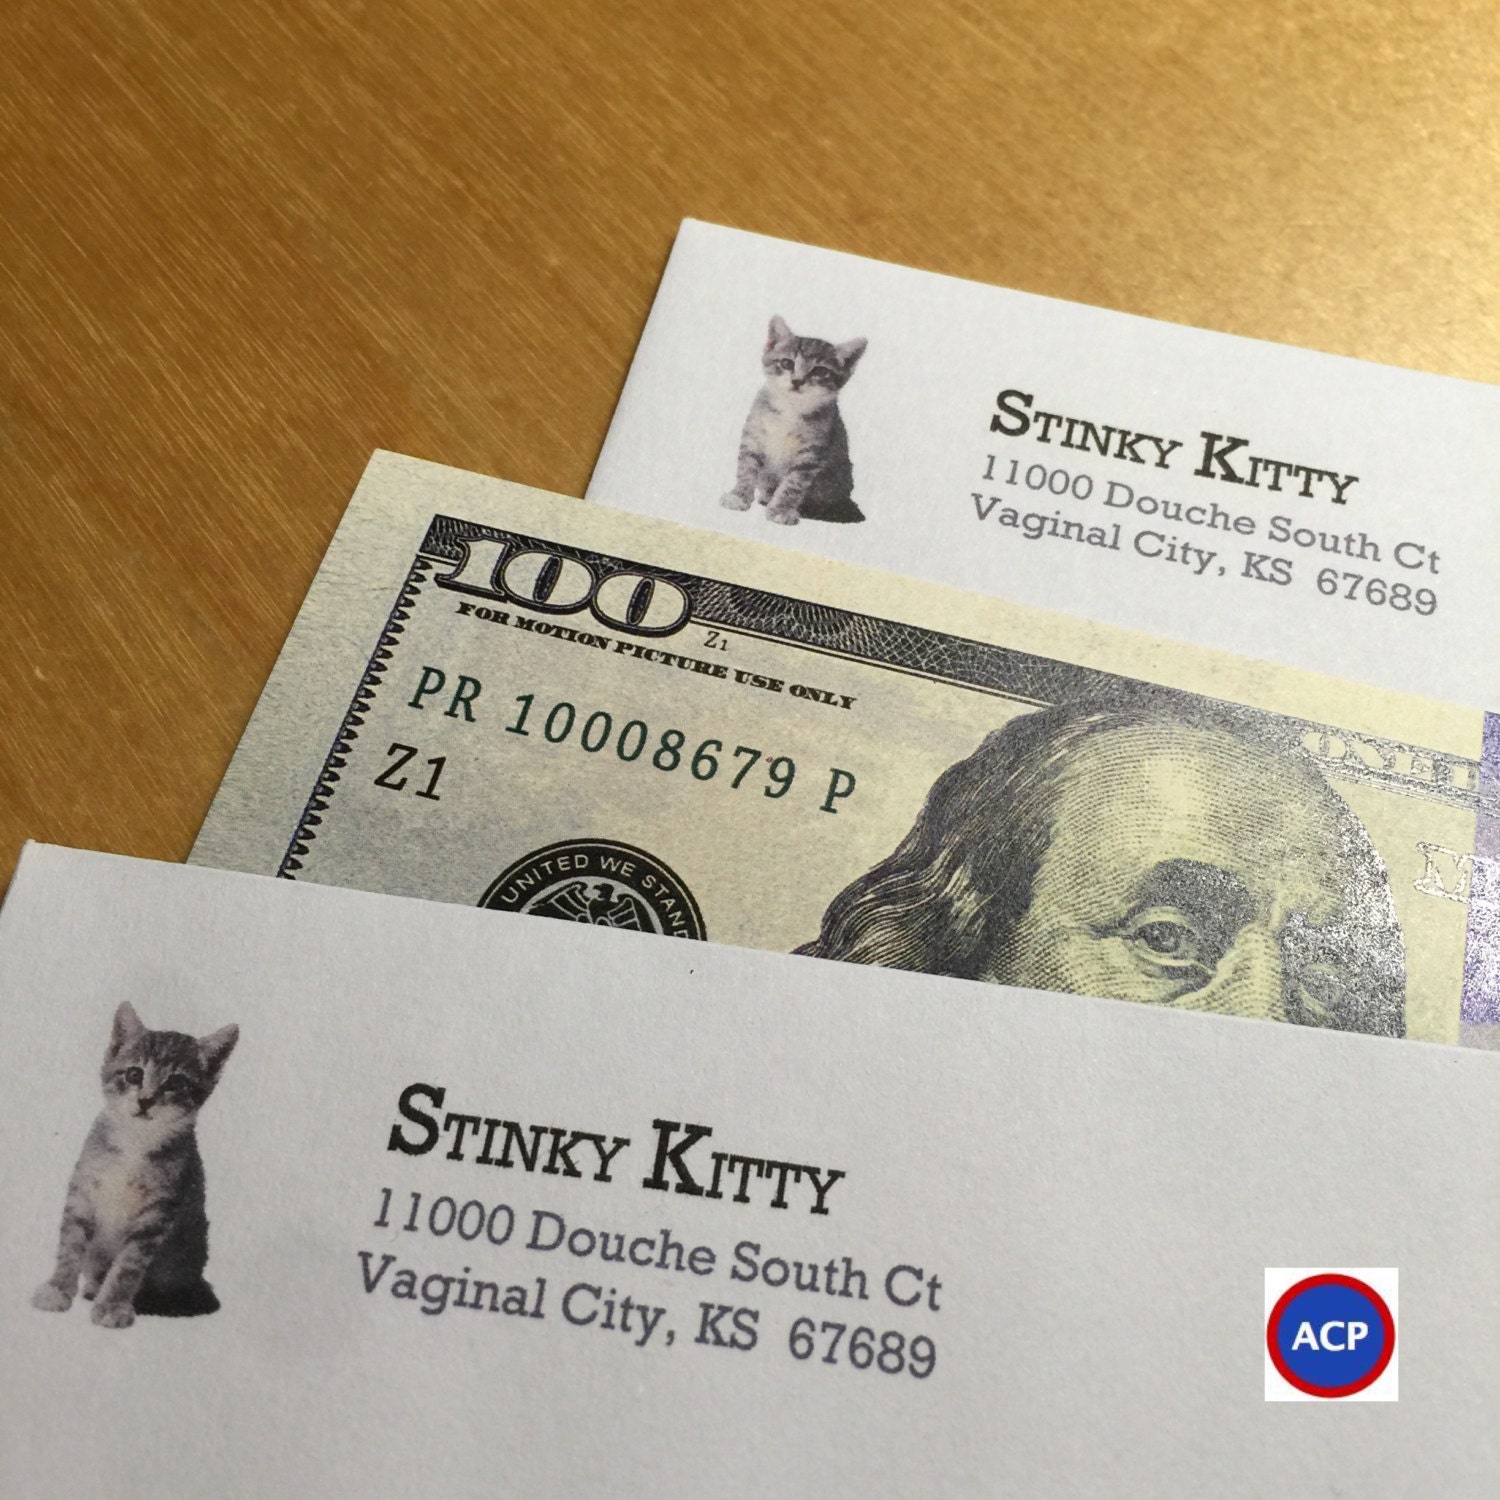 STINKY KITTY
11000 Douche South Ct
Vaginal City, KS 67689
100
Z1
FOR MOTION PICTURE USE ONLY
PR 10008679 P
Z1
UNITED WE STAND
STINKY KITTY
11000 Douche South Ct
Vaginal City, KS 67689
ACP